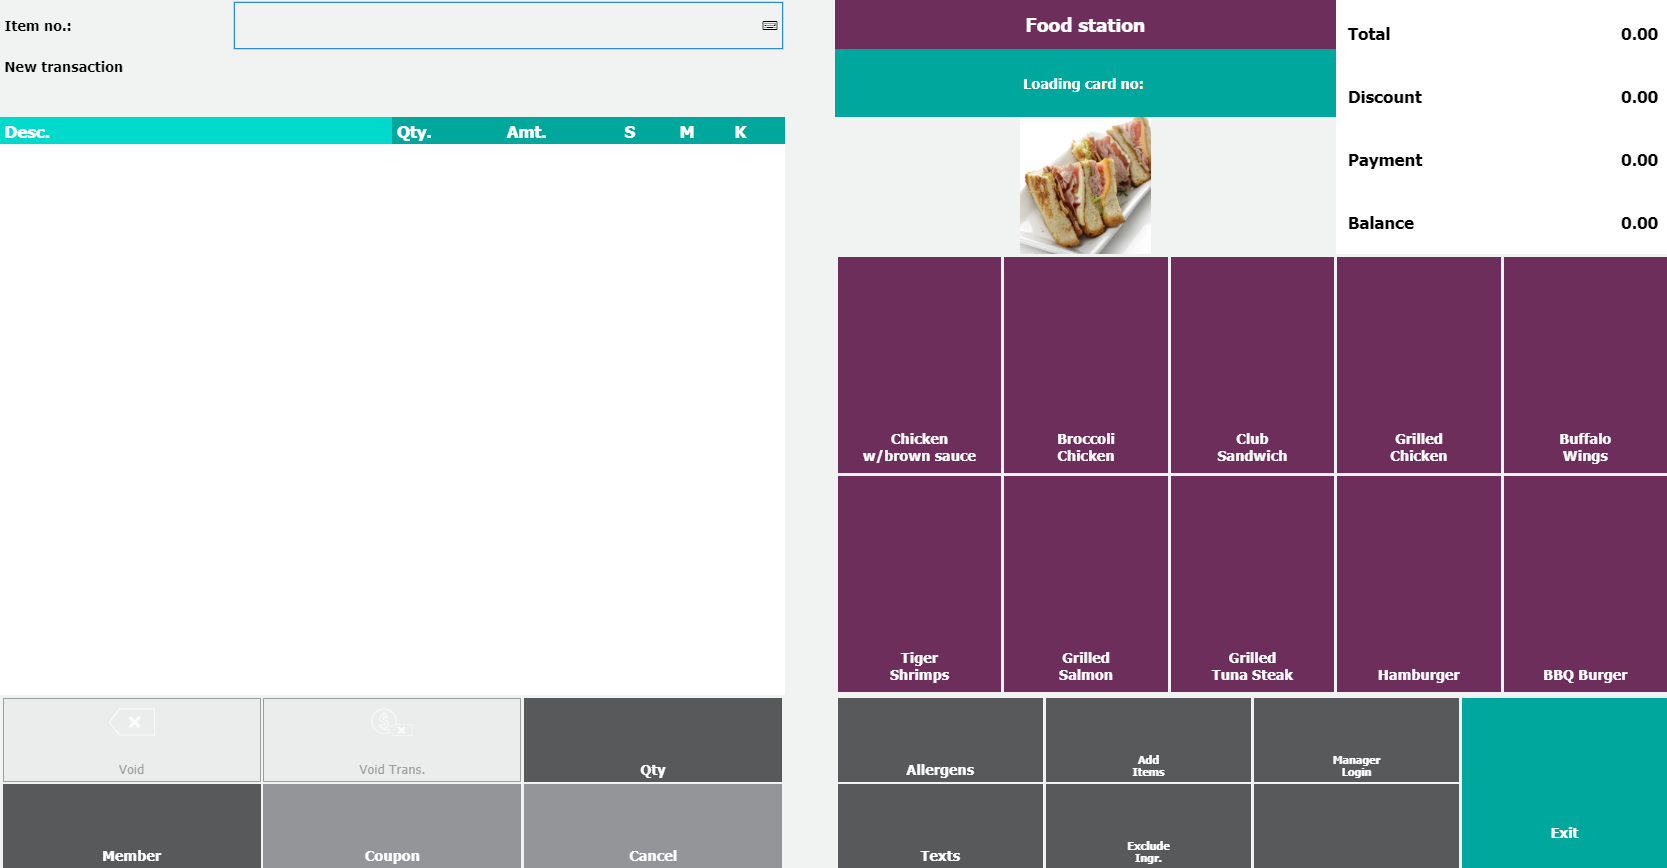 Item no.:
New transaction
Desc. Qty. Amt. S M K
Void
Void Trans.
Qty
Member
Coupon
Cancel
Food station
Loading card no:
Total 0.00
Discount 0.00
Payment 0.00
Balance 0.00
Chicken
w/brown sauce
Broccoli
Chicken
Club
Sandwich
Grilled
Chicken
Buffalo
Wings
Tiger
Shrimps
Grilled
Salmon
Grilled
Tuna Steak
Hamburger
BBQ Burger
Allergens
Add
Items
Manager
Login
Texts
Exclude
Ingr.
Exit